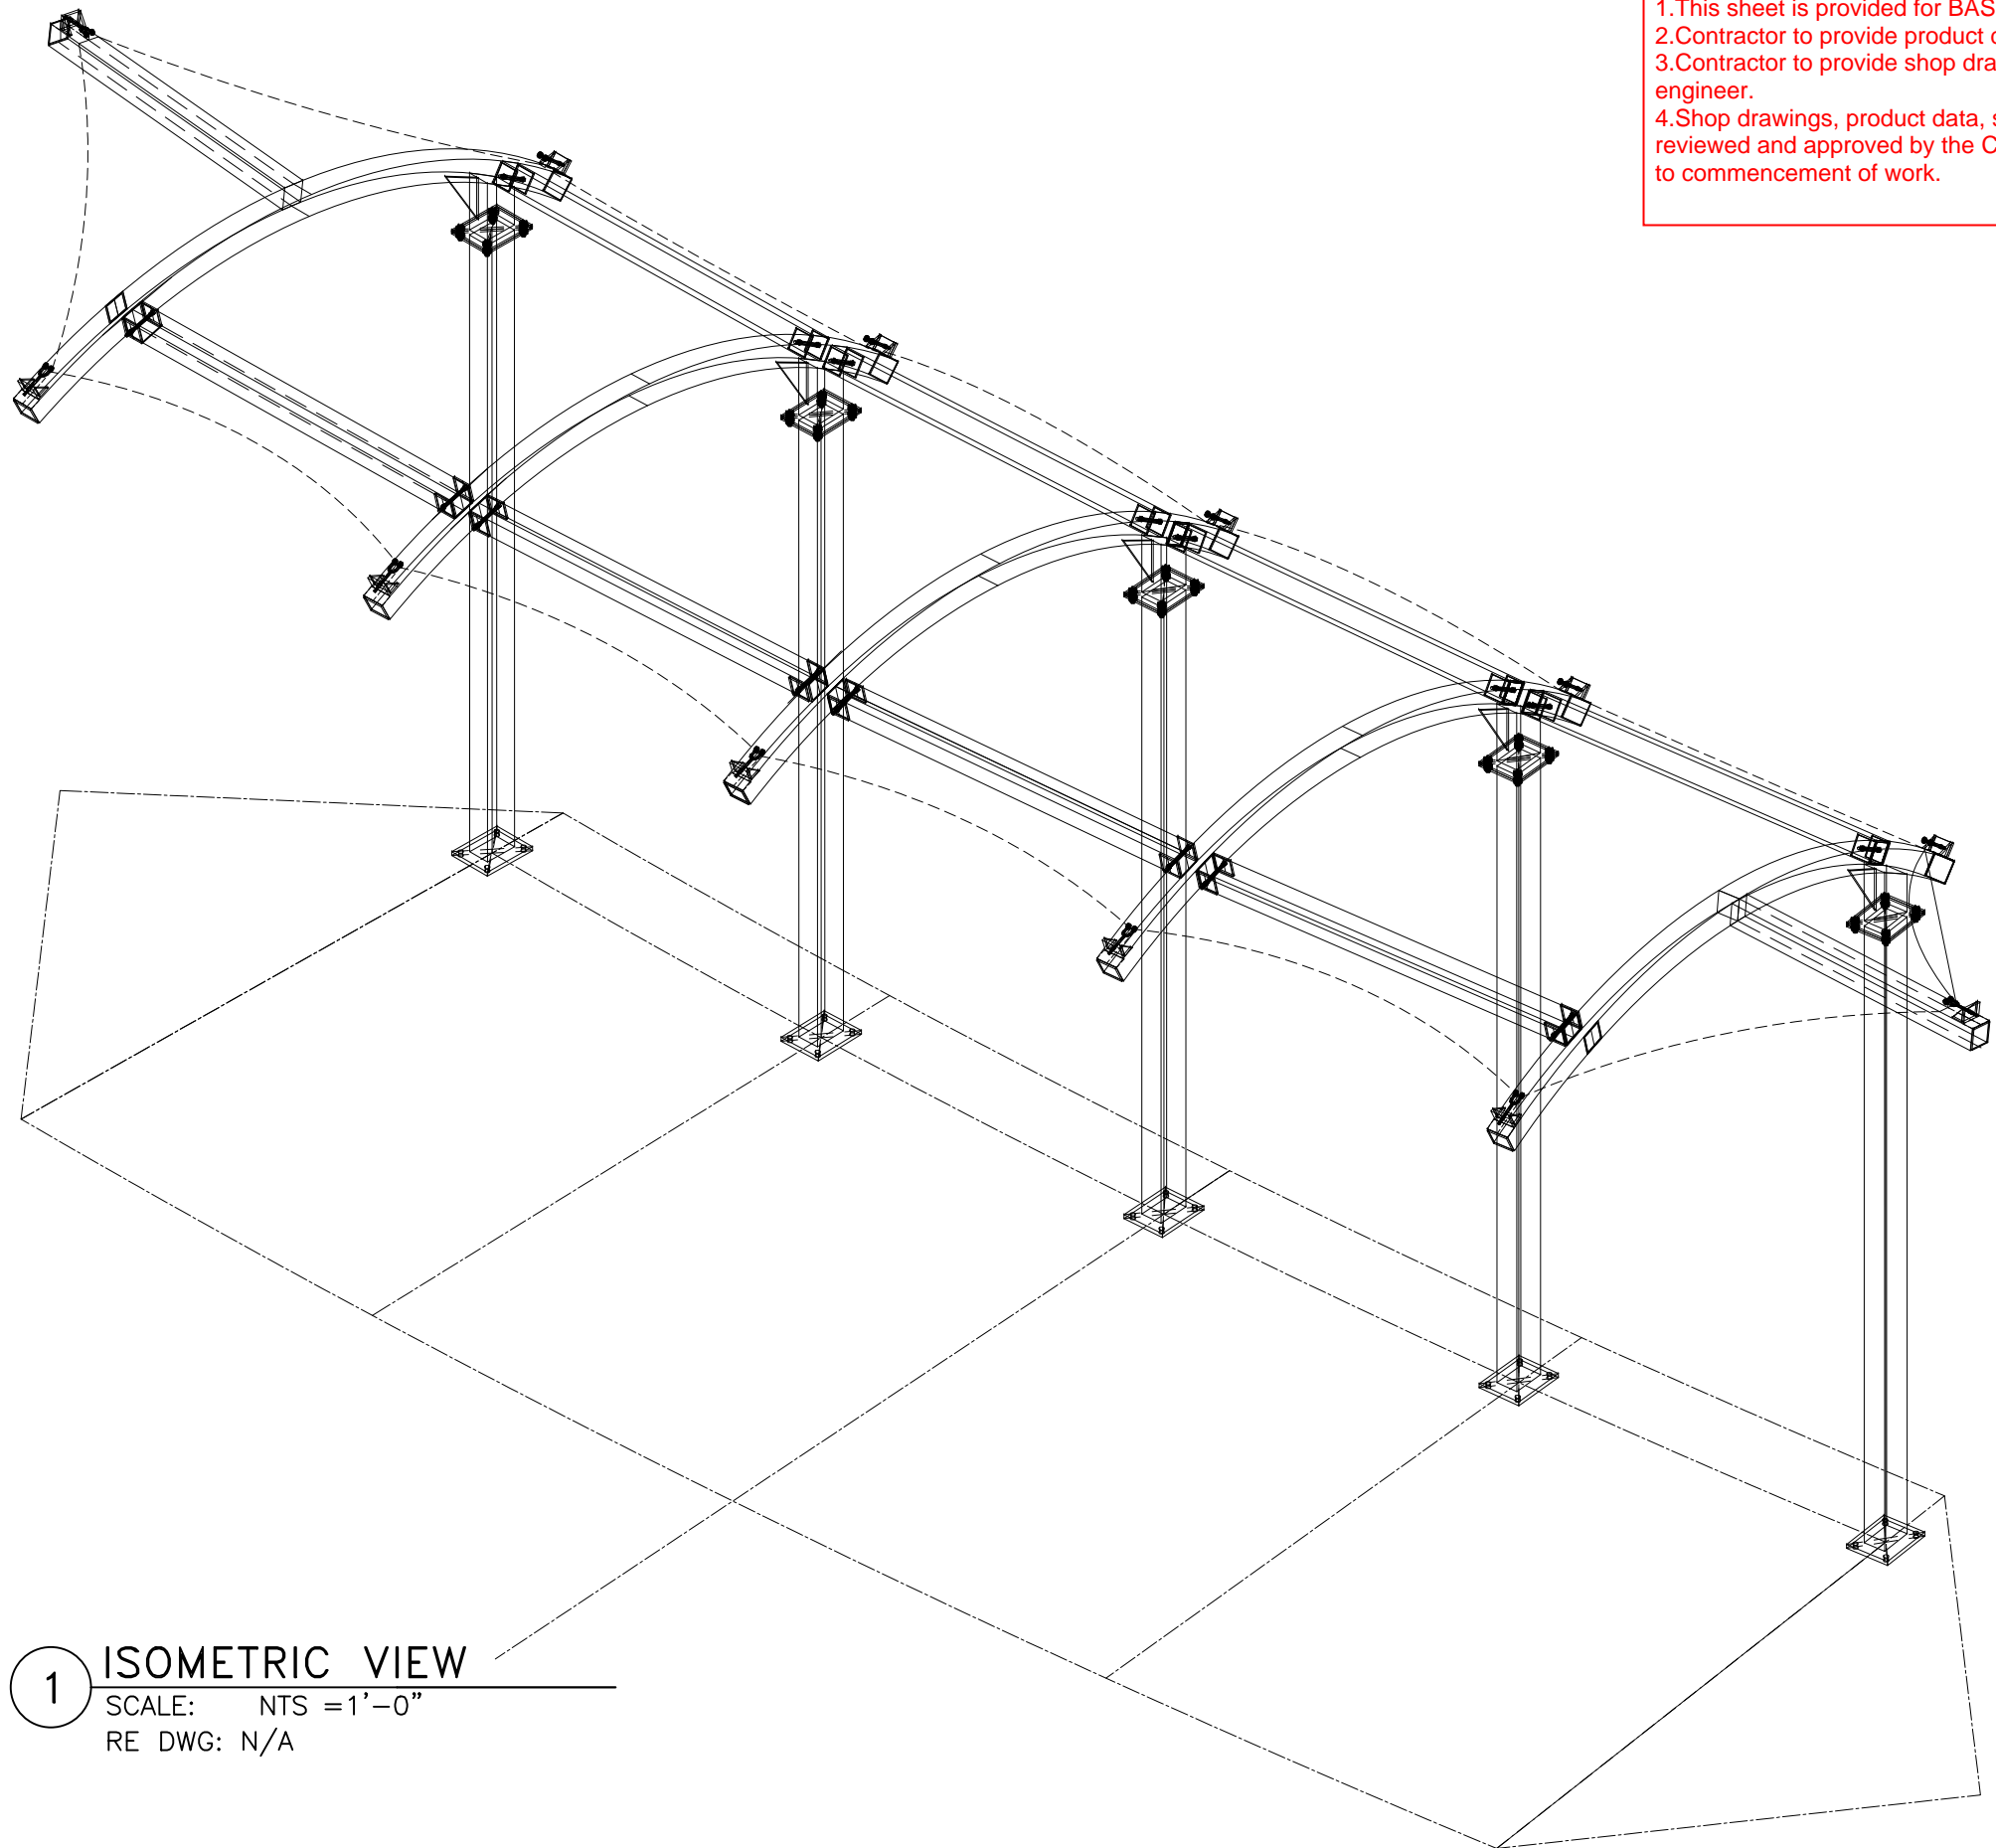 1.This sheet is provided for BAS
2.Contractor to provide product
3.Contractor to provide shop dra
engineer.
4.Shop drawings, product data,
reviewed and approved by the C
to commencement of work.
1
ISOMETRIC VIEW
SCALE: NTS =1'-0"
RE DWG: N/A